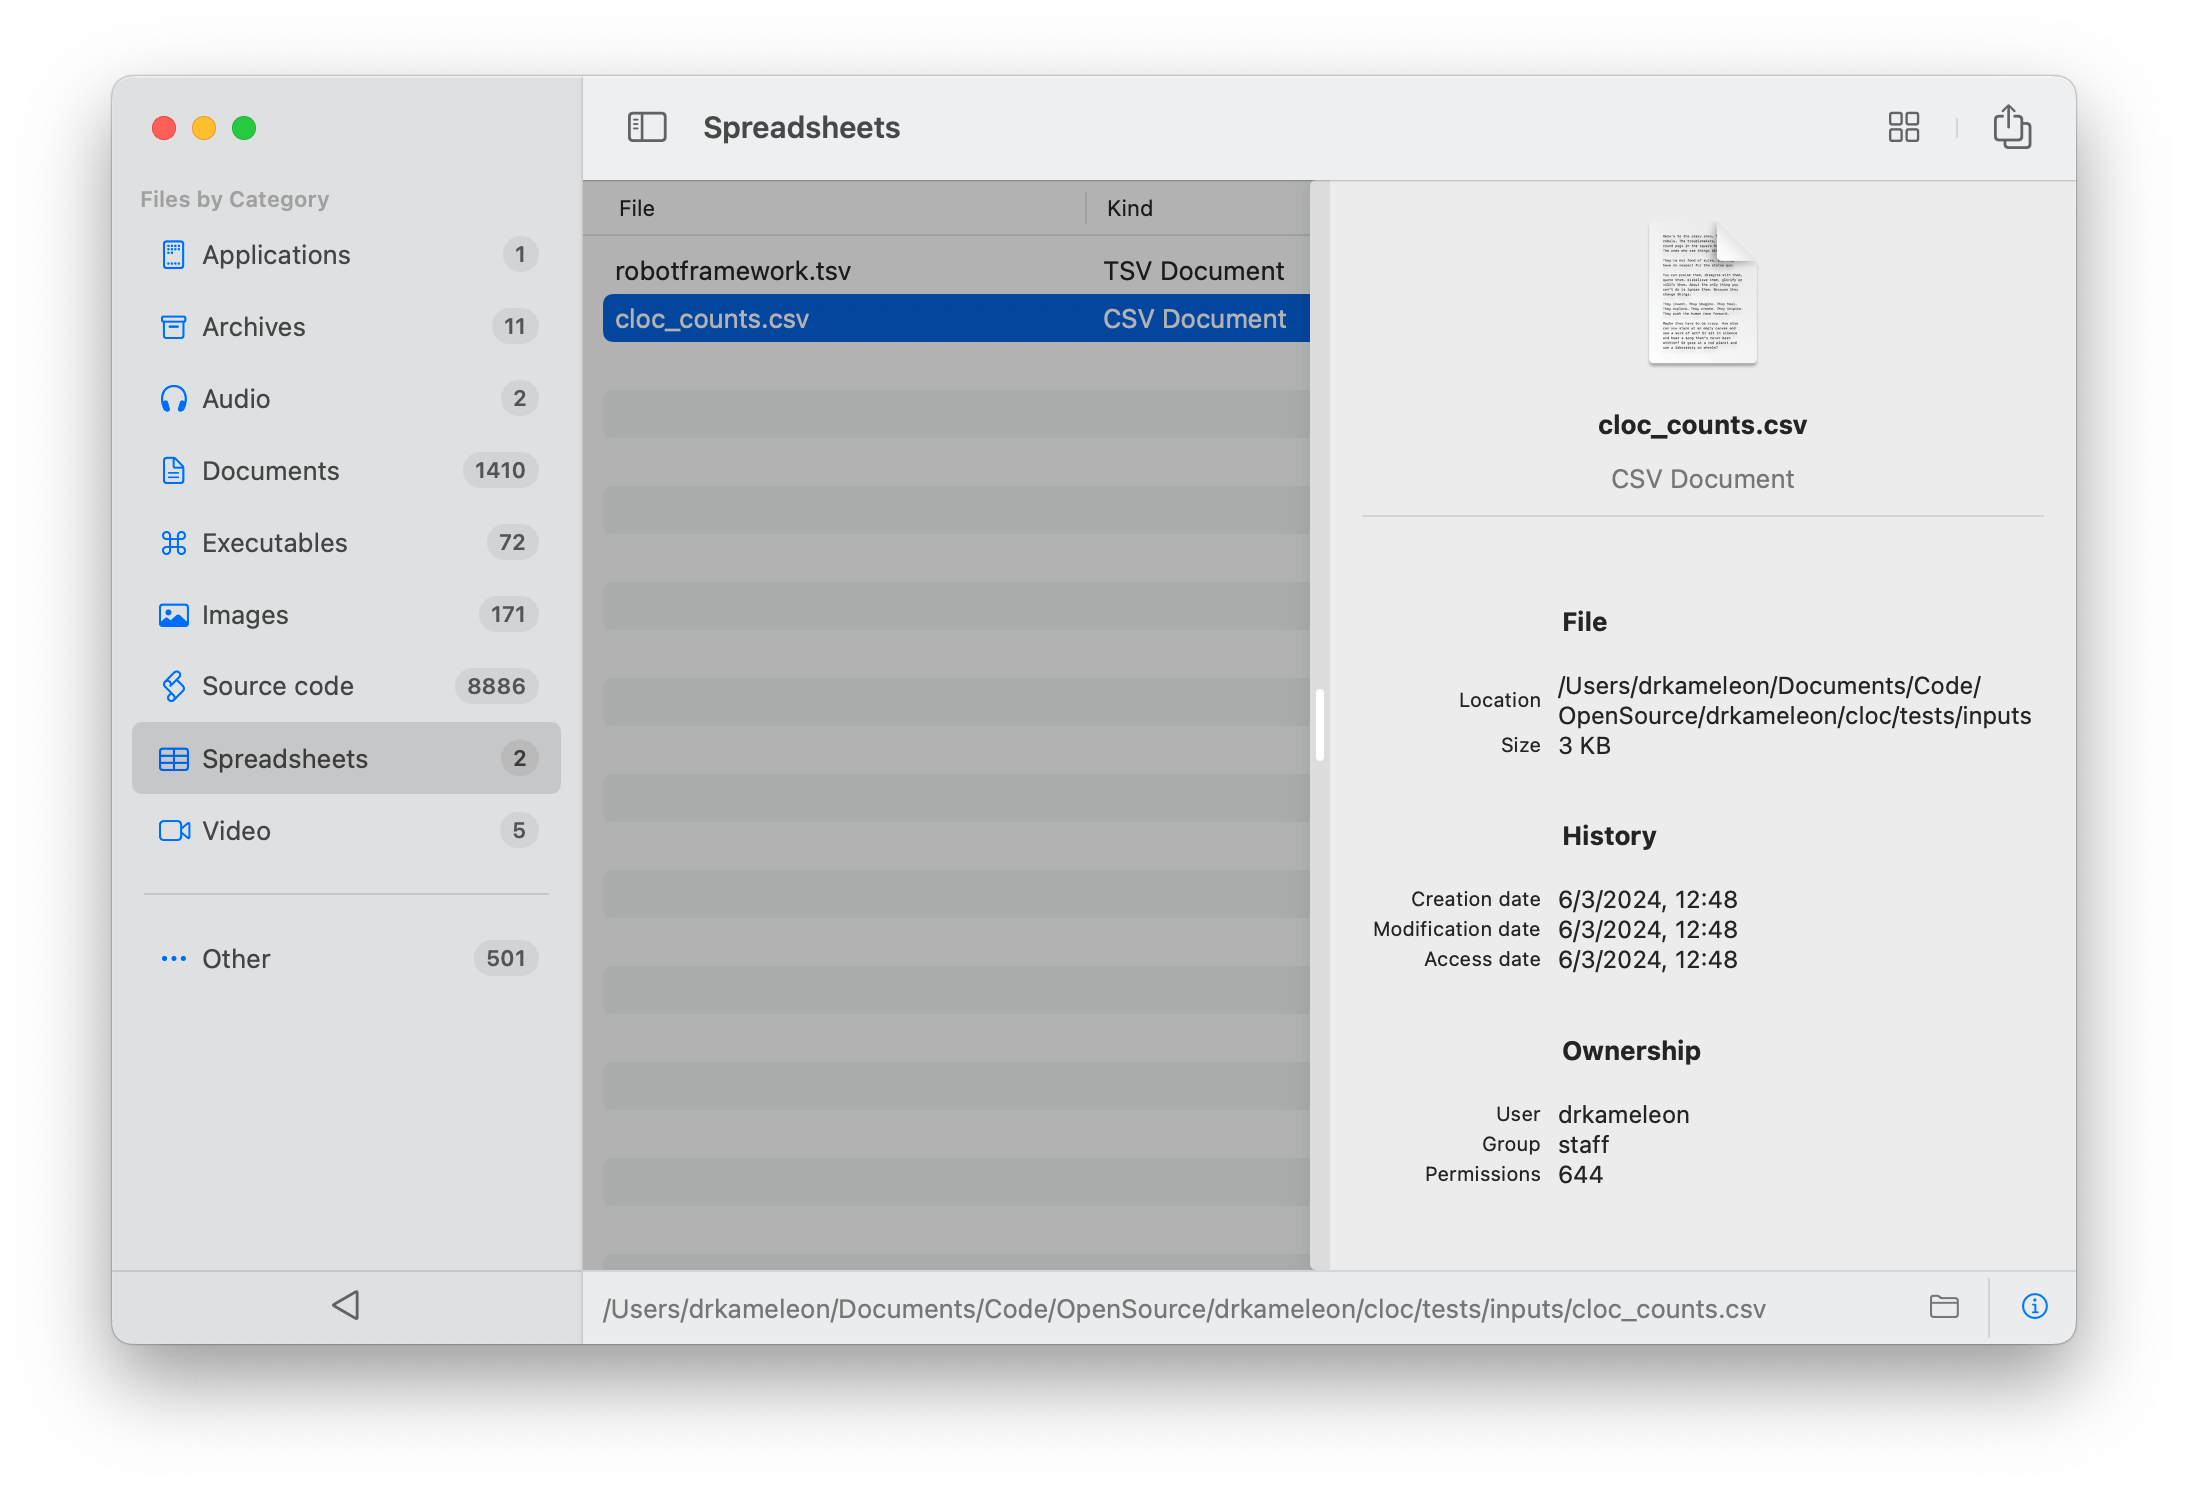 Spreadsheets
Files by Category
Applications 1
Archives 11
Audio 2
Documents 1410
Executables 72
Images 171
Source code 8886
Spreadsheets 2
Video 5
Other 501
File Kind
robotframework.tsv TSV Document
cloc_counts.csv CSV Document
cloc_counts.csv
CSV Document
File
Location /Users/drkameleon/Documents/Code/
OpenSource/drkameleon/cloc/tests/inputs
Size 3 KB
History
Creation date 6/3/2024, 12:48
Modification date 6/3/2024, 12:48
Access date 6/3/2024, 12:48
Ownership
User drkameleon
Group staff
Permissions 644
/Users/drkameleon/Documents/Code/OpenSource/drkameleon/cloc/tests/inputs/cloc_counts.csv